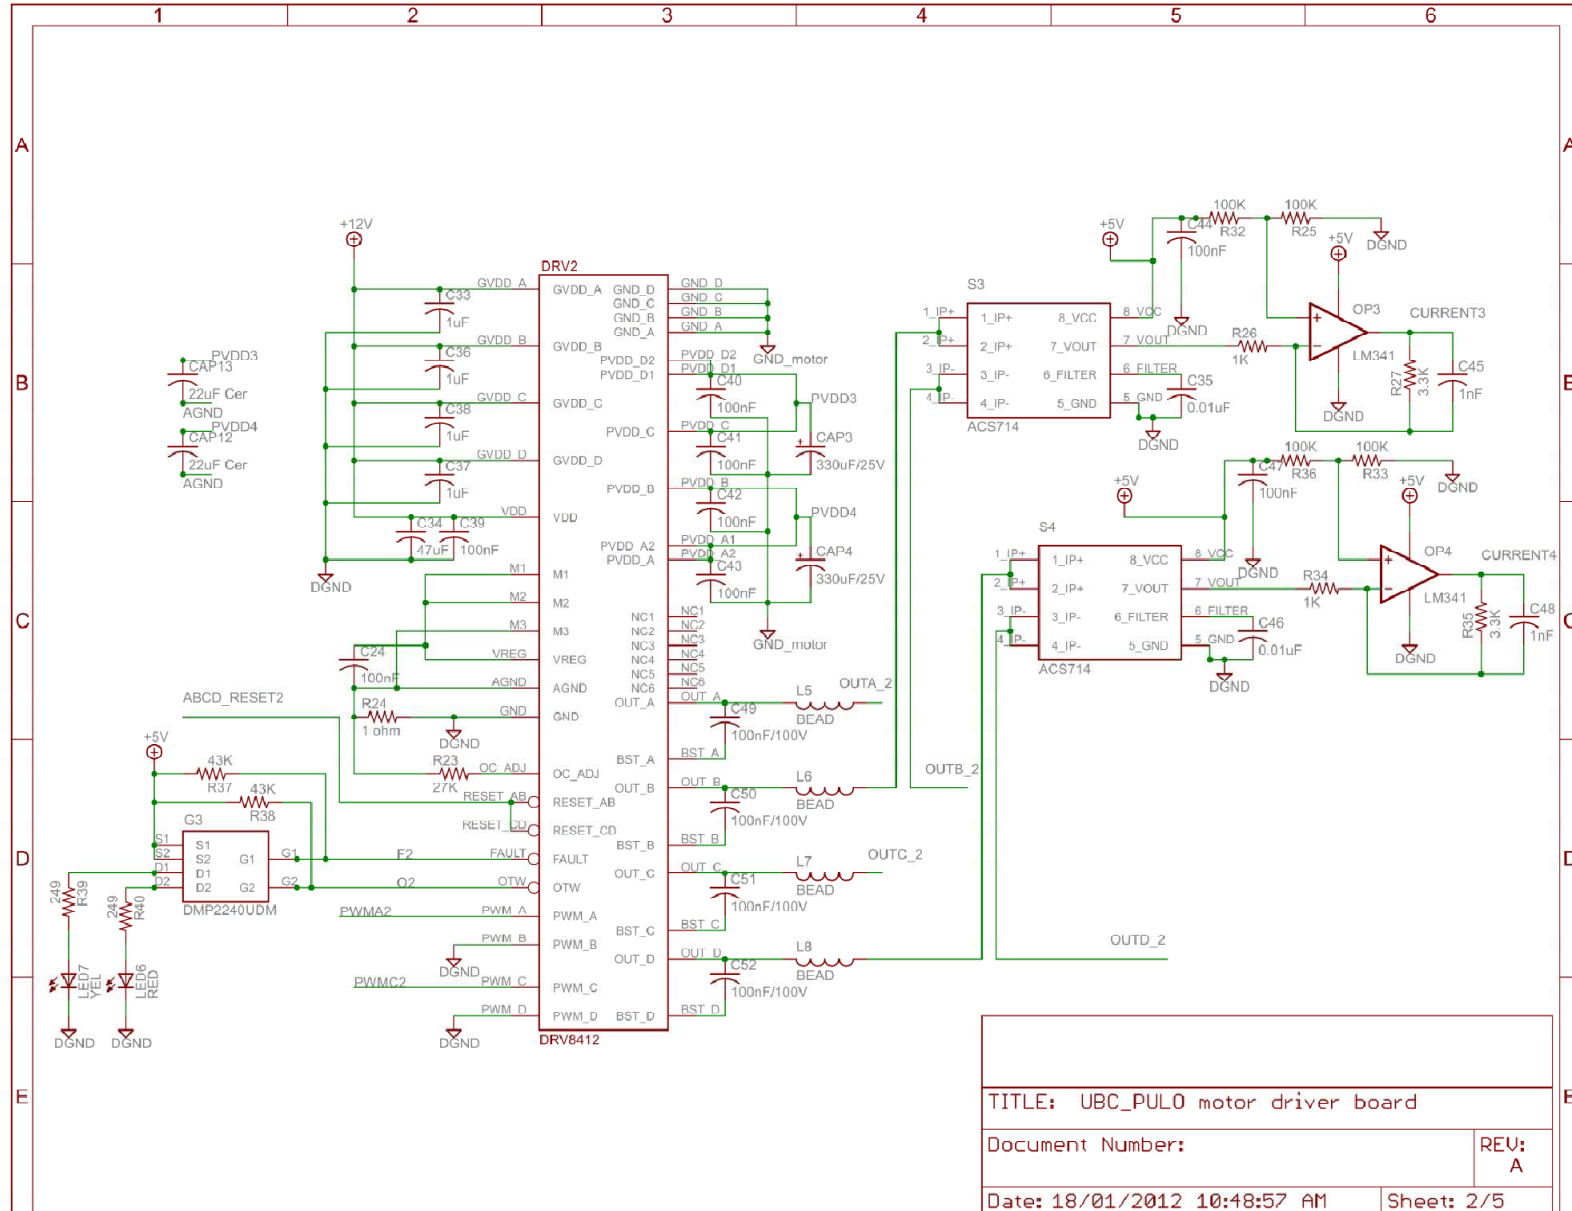 1 2 3 4 5 6
A A
+12V
+5V
C44
100nF
100K
R32
100K
R25
DGND
+5V
DRV2
S3
GVDD_A GVDD_A GND_D GND_D
C33
1uF
GND_C GND_C
GND_B GND_B
GND_A GND_A
GND_motor
1_IP+ 1_IP+ 8_VCC 8_VCC
DGND
OP3
CURRENT3
2_IP+ 2_IP+ 7_VOUT 7_VOUT
R26
1K
LM341
R27
3.3K
C45
1nF
3_IP- 3_IP- 6_FILTER 6_FILTER
C35
0.01uF
4_IP- 4_IP- 5_GND 5_GND
ACS714
DGND
DGND
PVDD3
CAP13
22uF Cer
AGND
PVDD4
CAP12
22uF Cer
AGND
B B
GVDD_B GVDD_B
C36
1uF
PVDD_D2 PVDD_D2
PVDD_D1 PVDD_D1
C40
100nF
PVDD3
GVDD_C GVDD_C
C38
1uF
PVDD_C PVDD_C
C41
100nF
CAP3
330uF/25V
GVDD_D GVDD_D
C37
1uF
PVDD_B PVDD_B
C42
100nF
PVDD4
VDD VDD
C34
47uF
C39
100nF
DGND
PVDD_A2 PVDD_A1
PVDD_A PVDD_A2
C43
100nF
CAP4
330uF/25V
GND_motor
+5V
C47
100nF
100K
R36
100K
R33
DGND
+5V
S4
1_IP+ 1_IP+ 8_VCC 8_VCC
DGND
OP4
CURRENT4
2_IP+ 2_IP+ 7_VOUT 7_VOUT
R34
1K
LM341
R35
3.3K
C48
1nF
3_IP- 3_IP- 6_FILTER 6_FILTER
C46
0.01uF
4_IP- 4_IP- 5_GND 5_GND
ACS714
DGND
DGND
C C
M1 M1
M2 M2
M3 M3
VREG VREG
C24
100nF
AGND AGND
GND GND
R24
1 ohm
DGND
NC1 NC1
NC2 NC2
NC3 NC3
NC4 NC4
NC5 NC5
NC6 NC6
OUT_A OUT_A
C49
100nF/100V
L5
BEAD
OUTA_2
BST_A BST_A
ABCD_RESET2
+5V
43K
R37
43K
R38
R23
27K
OC_ADJ OC_ADJ
RESET_AB RESET_AB
RESET_CD RESET_CD
OUT_B OUT_B
C50
100nF/100V
L6
BEAD
OUTB_2
BST_B BST_B
G3
S1 S1
S2 S2 G1 G1
D1 D1
D2 D2 G2 G2
DMP2240UDM
F2 FAULT FAULT
O2 OTW OTW
D D
OUT_C OUT_C
C51
100nF/100V
L7
BEAD
OUTC_2
BST_C BST_C
249
R39
249
R40
PWMA2 PWM_A PWM_A
PWM_B PWM_B
DGND
OUT_D OUT_D
C52
100nF/100V
L8
BEAD
OUTD_2
PWMC2 PWM_C PWM_C
PWM_D PWM_D BST_D BST_D
DGND
LED7
YEL
LED6
RED
DGND DGND
DRV8412
E E
TITLE: UBC_PULO motor driver board
Document Number:
REV:
A
Date: 18/01/2012 10:48:57 AM
Sheet: 2/5